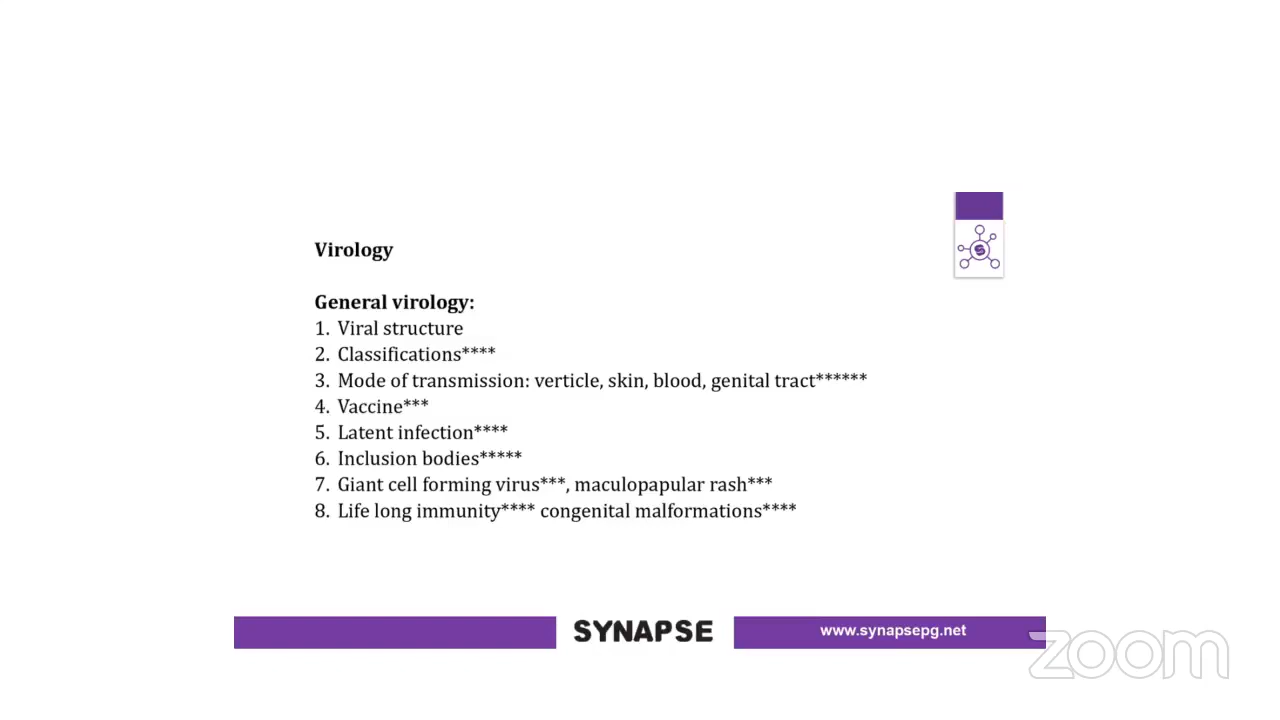 Virology
General virology:
1. Viral structure
2. Classifications****
3. Mode of transmission: verticle, skin, blood, genital tract******
4. Vaccine***
5. Latent infection****
6. Inclusion bodies*****
7. Giant cell forming virus***, maculopapular rash***
8. Life long immunity**** congenital malformations****
SYNAPSE
www.synapsepg.net
zoom